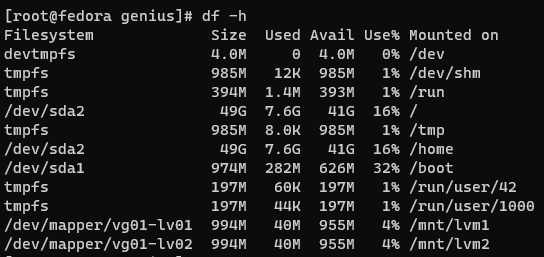 [root@fedora genius]# df -h
Filesystem             Size  Used Avail Use% Mounted on
devtmpfs               4.0M     0  4.0M   0% /dev
tmpfs                  985M   12K  985M   1% /dev/shm
tmpfs                  394M  1.4M  393M   1% /run
/dev/sda2               49G  7.6G   41G  16% /
tmpfs                  985M  8.0K  985M   1% /tmp
/dev/sda2               49G  7.6G   41G  16% /home
/dev/sda1              974M  282M  626M  32% /boot
tmpfs                  197M   60K  197M   1% /run/user/42
tmpfs                  197M   44K  197M   1% /run/user/1000
/dev/mapper/vg01-lv01  994M   40M  955M   4% /mnt/lvm1
/dev/mapper/vg01-lv02  994M   40M  955M   4% /mnt/lvm2